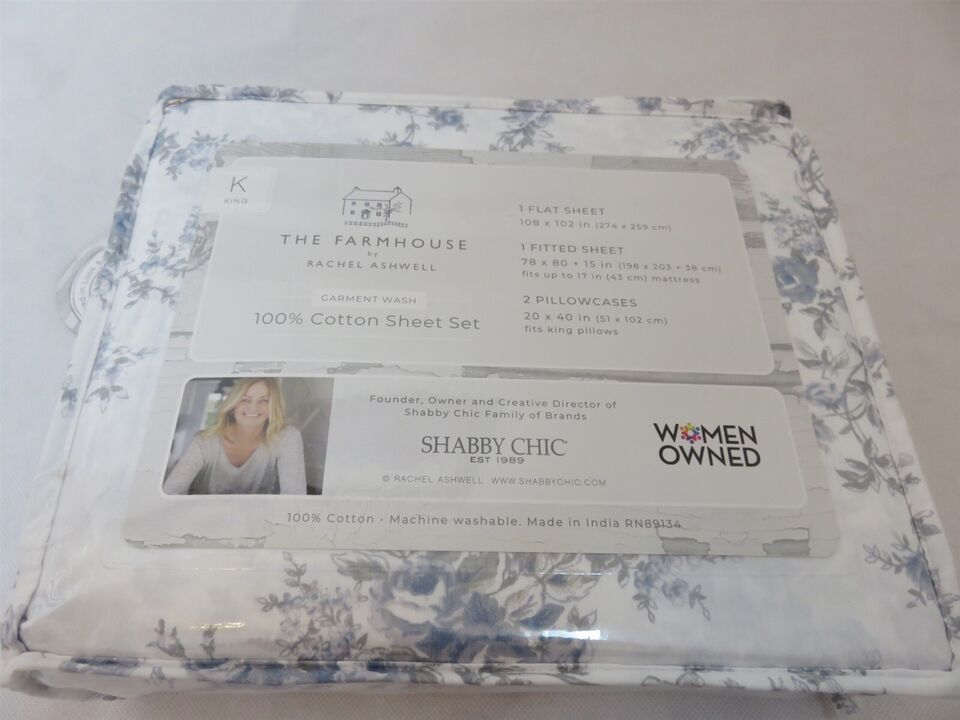 K
KING
THE FARMHOUSE
by
RACHEL ASHWELL
GARMENT WASH
100% Cotton Sheet Set
1 FLAT SHEET
108 x 102 in (274 x 259 cm)
1 FITTED SHEET
78 x 80 + 15 in (198 x 203 + 38 cm)
fits up to 17 in (43 cm) mattress
2 PILLOWCASES
20 x 40 in (51 x 102 cm)
fits king pillows
Founder, Owner and Creative Director of
Shabby Chic Family of Brands
SHABBY CHIC®
EST 1989
© RACHEL ASHWELL WWW.SHABBYCHIC.COM
WOMEN
OWNED
100% Cotton • Machine washable. Made in India RN89134